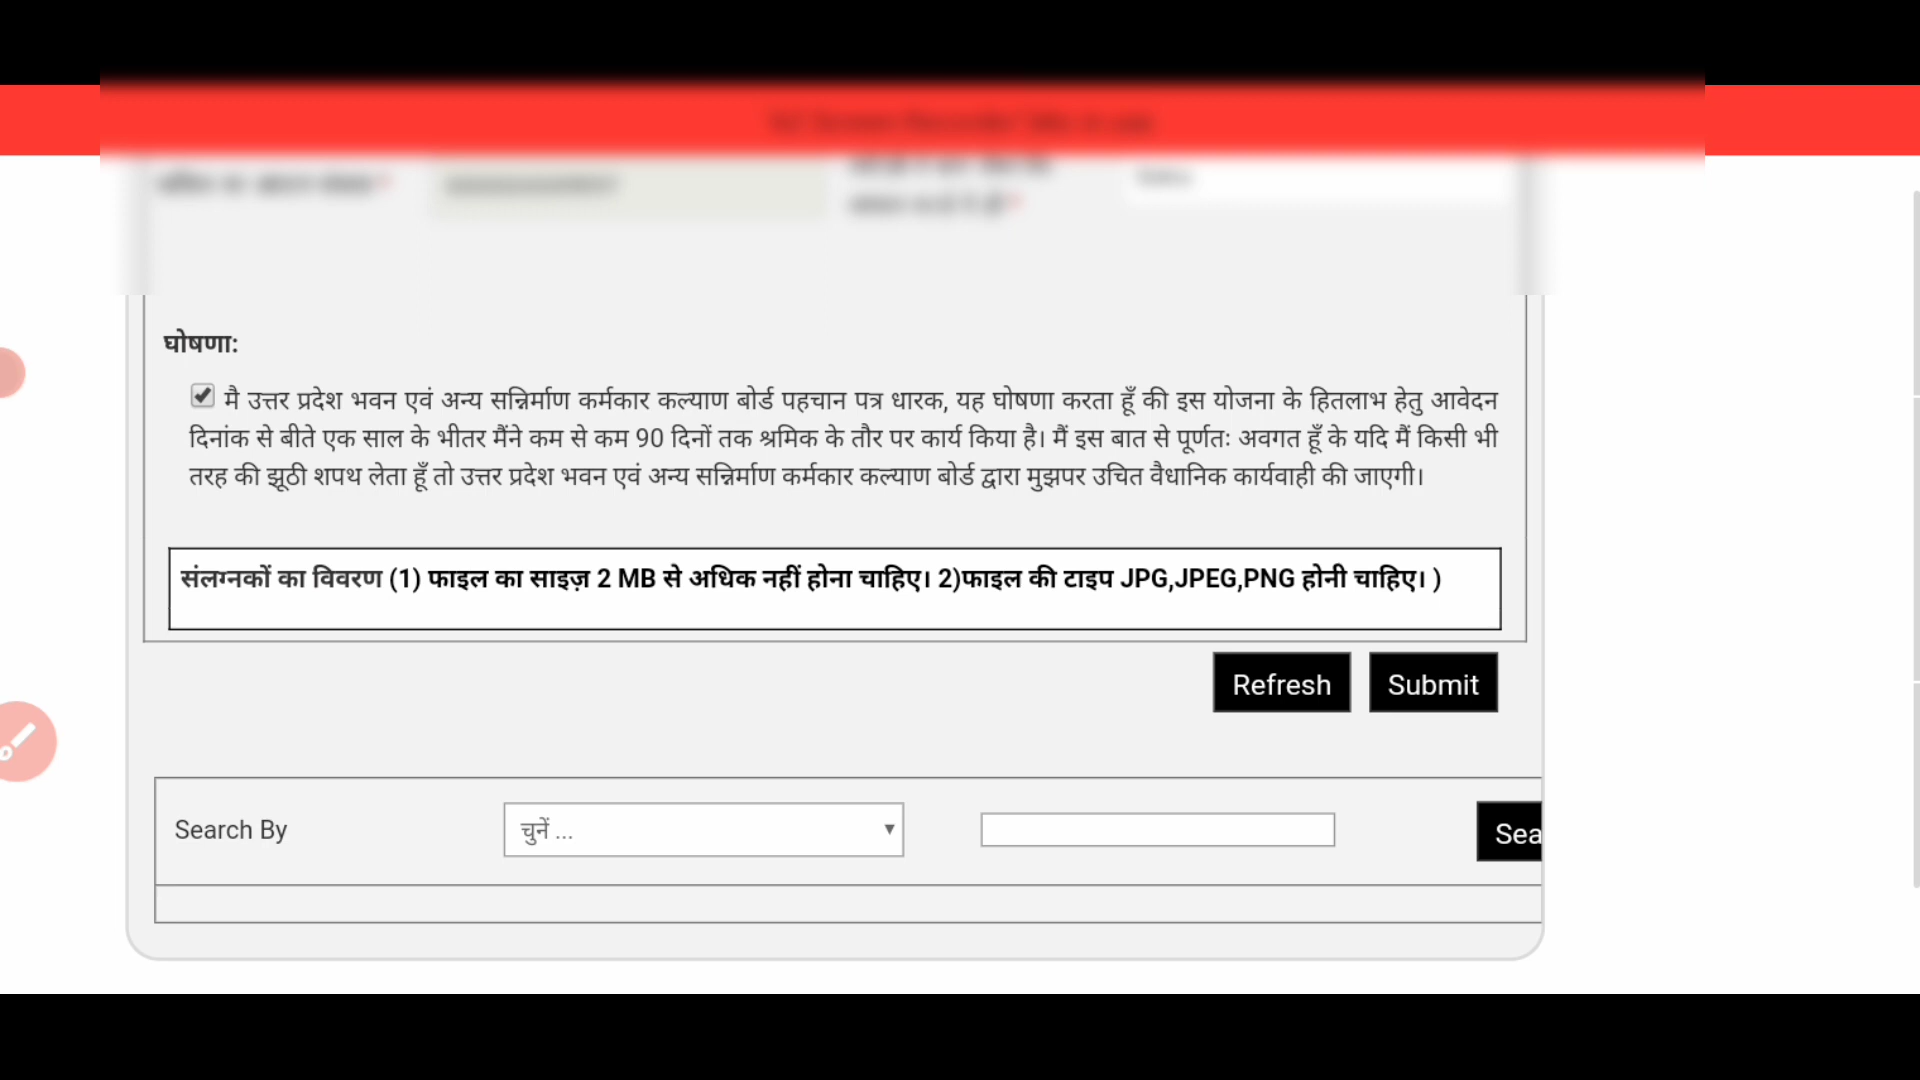 घोषणा:
मै उत्तर प्रदेश भवन एवं अन्य सन्निर्माण कर्मकार कल्याण बोर्ड पहचान पत्र धारक, यह घोषणा करता हूँ की इस योजना के हितलाभ हेतु आवेदन
दिनांक से बीते एक साल के भीतर मैंने कम से कम 90 दिनों तक श्रमिक के तौर पर कार्य किया है। मैं इस बात से पूर्णतः अवगत हूँ के यदि मैं किसी भी
तरह की झूठी शपथ लेता हूँ तो उत्तर प्रदेश भवन एवं अन्य सन्निर्माण कर्मकार कल्याण बोर्ड द्वारा मुझपर उचित वैधानिक कार्यवाही की जाएगी।
संलग्नकों का विवरण (1) फाइल का साइज़ 2 MB से अधिक नहीं होना चाहिए। 2)फाइल की टाइप JPG,JPEG,PNG होनी चाहिए। )
Refresh Submit
Search By चुनें ... Sea